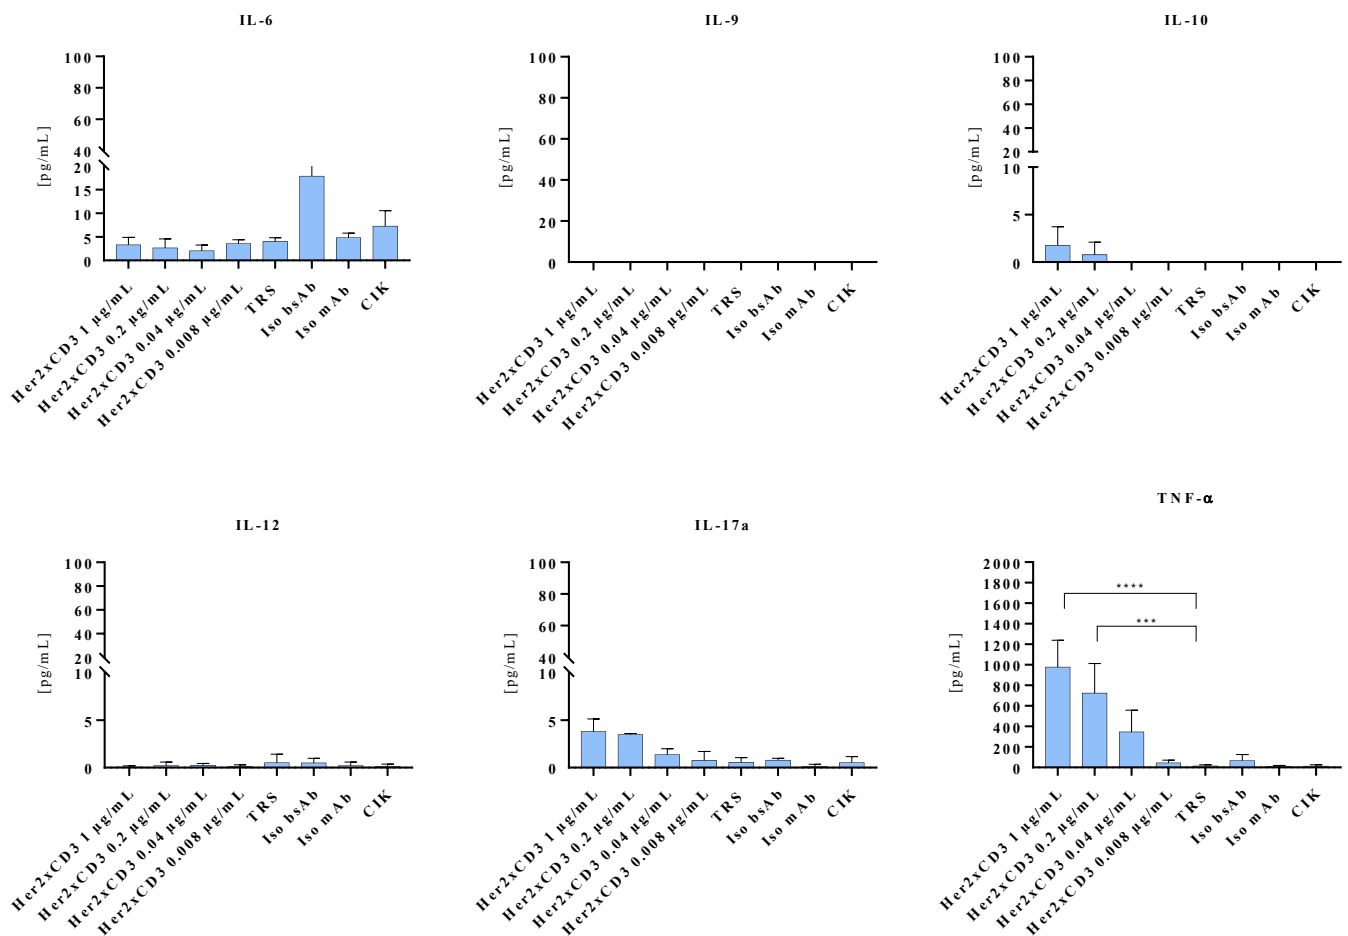 IL-6
[pg/mL]
100
80
60
40
20
15
10
5
0
Her2xCD3 1 µg/mL
Her2xCD3 0.2 µg/mL
Her2xCD3 0.04 µg/mL
Her2xCD3 0.008 µg/mL
TRS
Iso bsAb
Iso mAb
CIK
IL-9
[pg/mL]
100
80
60
40
20
0
Her2xCD3 1 µg/mL
Her2xCD3 0.2 µg/mL
Her2xCD3 0.04 µg/mL
Her2xCD3 0.008 µg/mL
TRS
Iso bsAb
Iso mAb
CIK
IL-10
[pg/mL]
100
80
60
40
20
10
5
0
Her2xCD3 1 µg/mL
Her2xCD3 0.2 µg/mL
Her2xCD3 0.04 µg/mL
Her2xCD3 0.008 µg/mL
TRS
Iso bsAb
Iso mAb
CIK
IL-12
[pg/mL]
100
80
60
40
20
10
5
0
Her2xCD3 1 µg/mL
Her2xCD3 0.2 µg/mL
Her2xCD3 0.04 µg/mL
Her2xCD3 0.008 µg/mL
TRS
Iso bsAb
Iso mAb
CIK
IL-17a
[pg/mL]
100
80
60
40
10
5
0
Her2xCD3 1 µg/mL
Her2xCD3 0.2 µg/mL
Her2xCD3 0.04 µg/mL
Her2xCD3 0.008 µg/mL
TRS
Iso bsAb
Iso mAb
CIK
TNF-α
[pg/mL]
2000
1800
1600
1400
1200
1000
800
600
400
200
0
****
***
Her2xCD3 1 µg/mL
Her2xCD3 0.2 µg/mL
Her2xCD3 0.04 µg/mL
Her2xCD3 0.008 µg/mL
TRS
Iso bsAb
Iso mAb
CIK